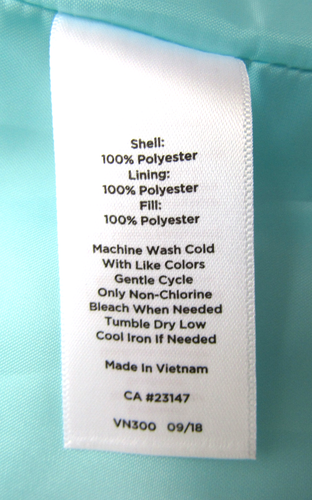 Shell:
100% Polyester
Lining:
100% Polyester
Fill:
100% Polyester
Machine Wash Cold
With Like Colors
Gentle Cycle
Only Non-Chlorine
Bleach When Needed
Tumble Dry Low
Cool Iron If Needed
Made In Vietnam
CA #23147
VN300 09/18